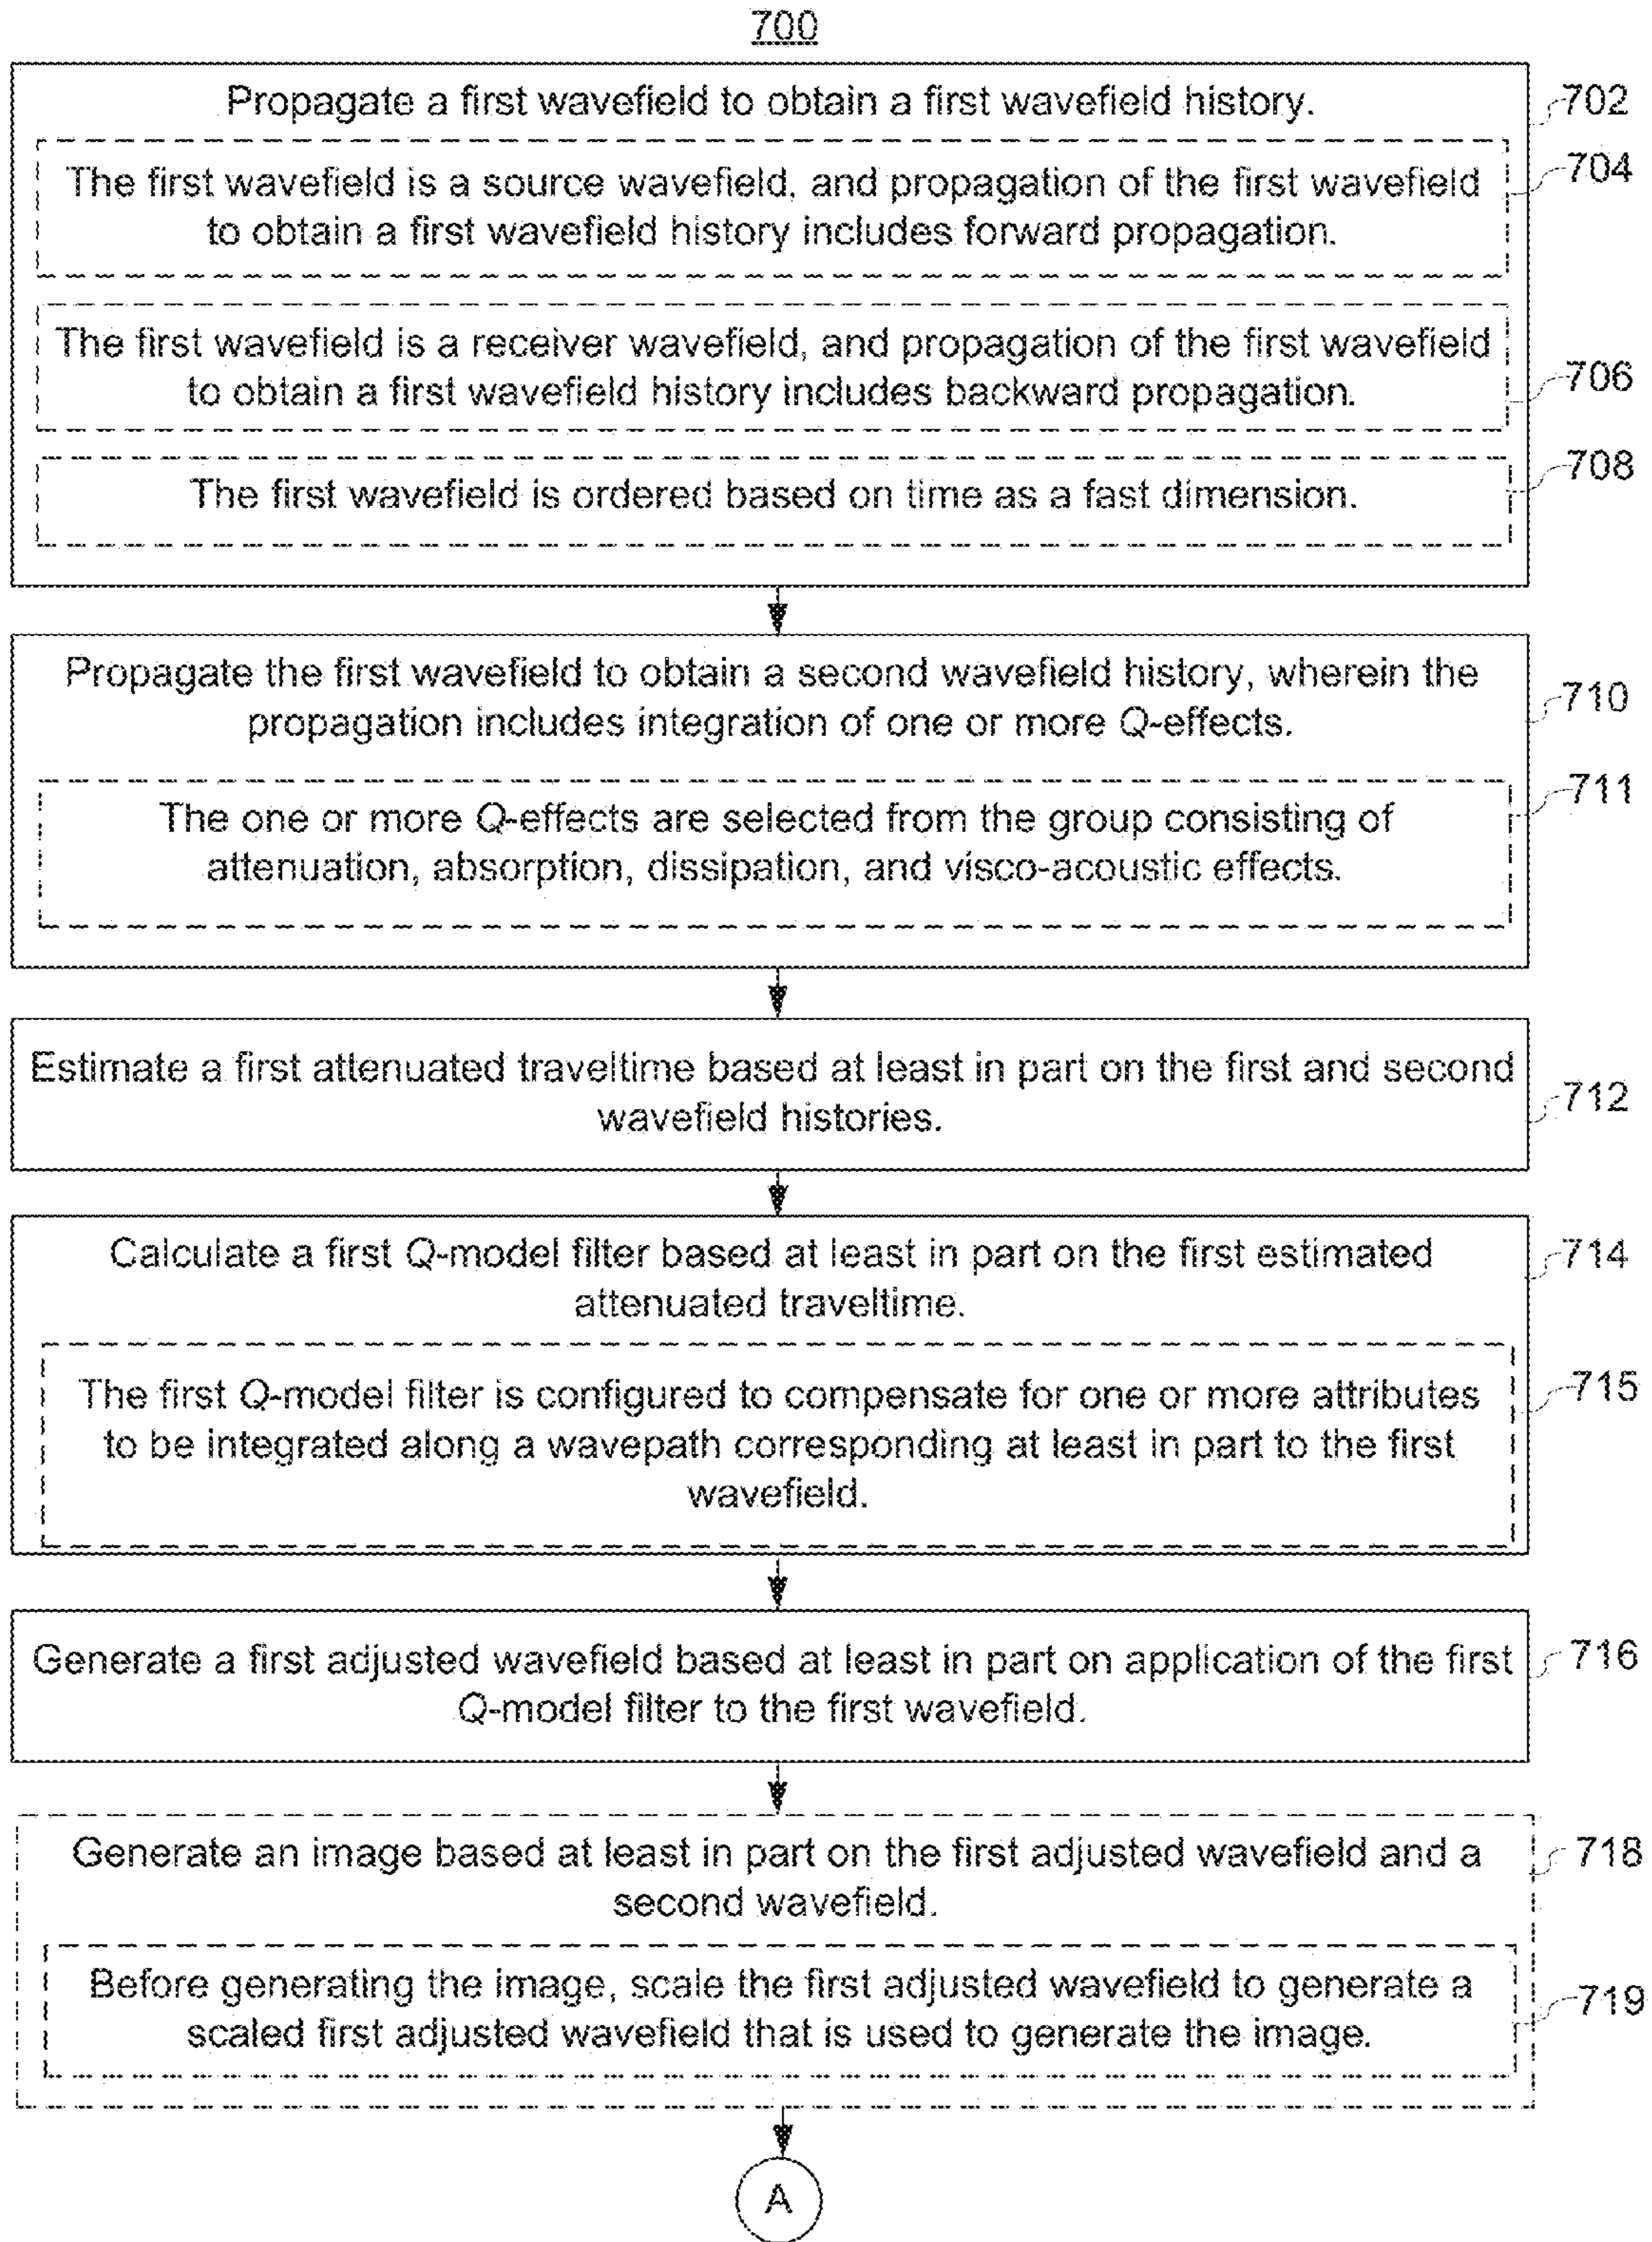 700
Propagate a first wavefield to obtain a first wavefield history.
702
The first wavefield is a source wavefield, and propagation of the first wavefield
to obtain a first wavefield history includes forward propagation.
704
The first wavefield is a receiver wavefield, and propagation of the first wavefield
to obtain a first wavefield history includes backward propagation.
706
The first wavefield is ordered based on time as a fast dimension.
708
Propagate the first wavefield to obtain a second wavefield history, wherein the
propagation includes integration of one or more Q-effects.
710
The one or more Q-effects are selected from the group consisting of
attenuation, absorption, dissipation, and visco-acoustic effects.
711
Estimate a first attenuated traveltime based at least in part on the first and second
wavefield histories.
712
Calculate a first Q-model filter based at least in part on the first estimated
attenuated traveltime.
714
The first Q-model filter is configured to compensate for one or more attributes
to be integrated along a wavepath corresponding at least in part to the first
wavefield.
715
Generate a first adjusted wavefield based at least in part on application of the first
Q-model filter to the first wavefield.
716
Generate an image based at least in part on the first adjusted wavefield and a
second wavefield.
718
Before generating the image, scale the first adjusted wavefield to generate a
scaled first adjusted wavefield that is used to generate the image.
719
A